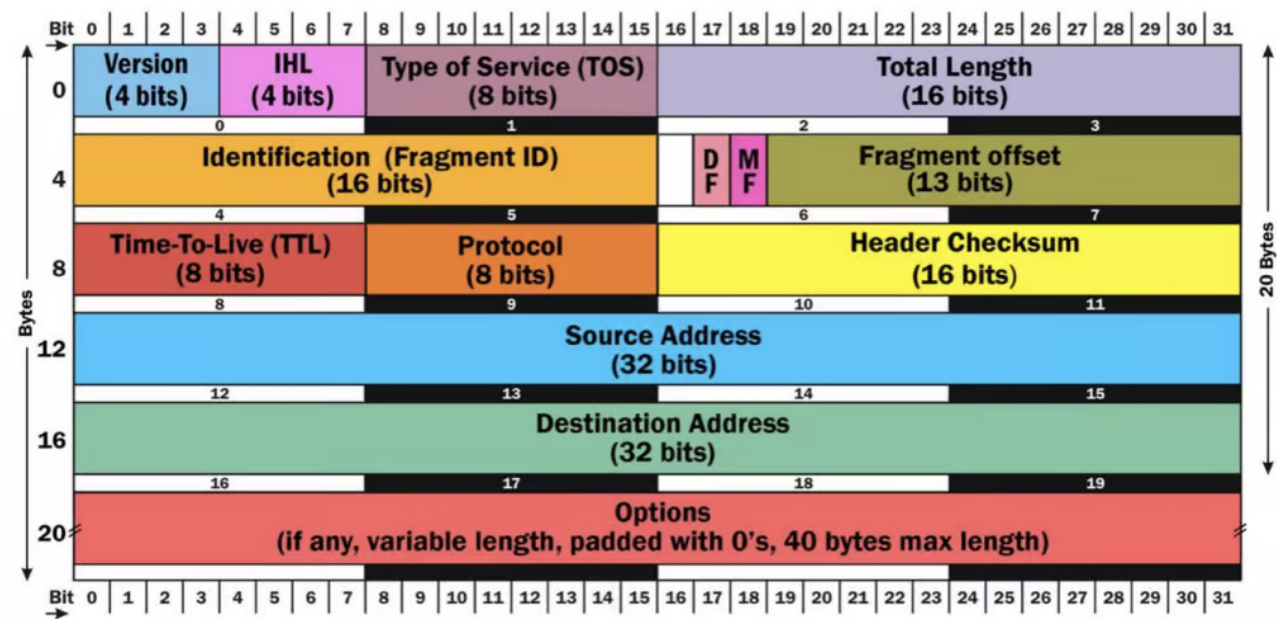 Bit 0 1 2 3 4 5 6 7 8 9 10 11 12 13 14 15 16 17 18 19 20 21 22 23 24 25 26 27 28 29 30 31
Version IHL Type of Service (TOS) Total Length
0 (4 bits) (4 bits) (8 bits) (16 bits)
0 1 2 3
Identification (Fragment ID) D M Fragment offset
4 (16 bits) F F (13 bits)
4 5 6 7
Time-To-Live (TTL) Protocol Header Checksum
8 (8 bits) (8 bits) (16 bits)
8 9 10 11
Bytes
20 Bytes
Source Address
12 (32 bits)
12 13 14 15
Destination Address
16 (32 bits)
16 17 18 19
Options
20 (if any, variable length, padded with 0's, 40 bytes max length)
Bit 0 1 2 3 4 5 6 7 8 9 10 11 12 13 14 15 16 17 18 19 20 21 22 23 24 25 26 27 28 29 30 31